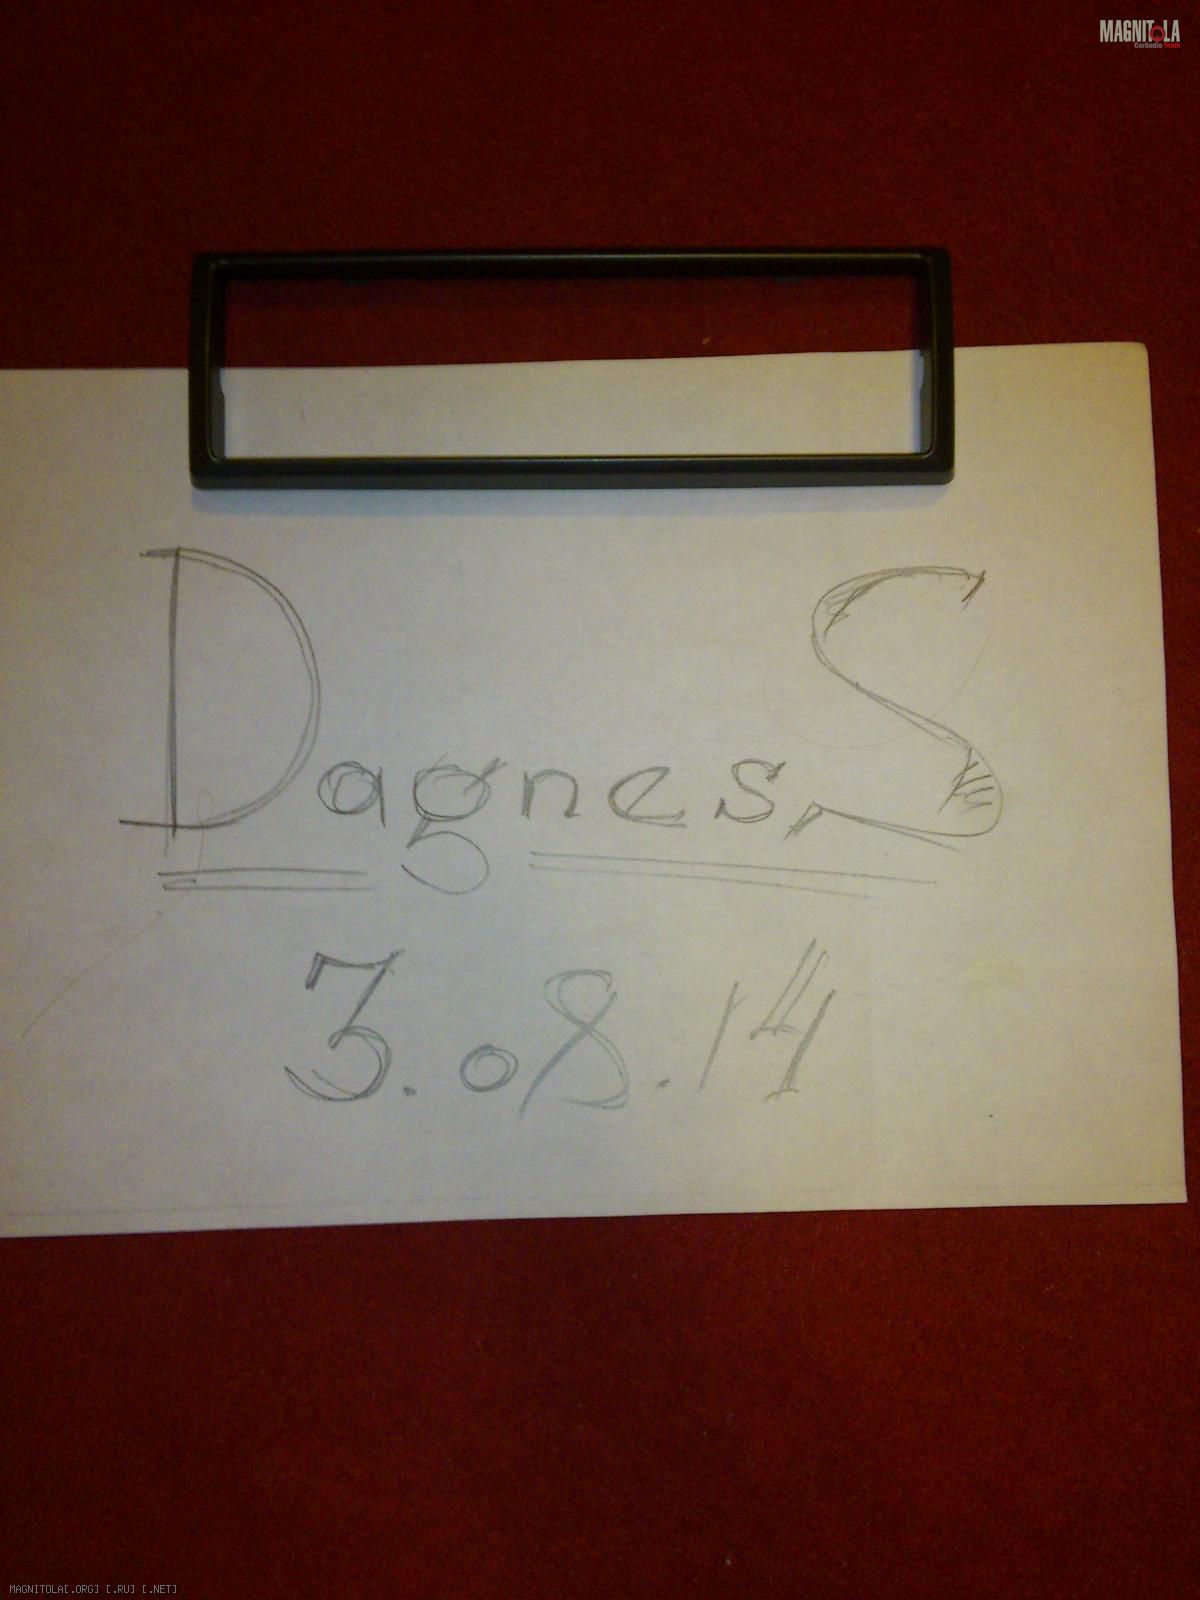 MAGNITOLA
CarAudio Team
DagnesS
3.08.14
MAGNITOLA[.ORG] [.RU] [.NET]